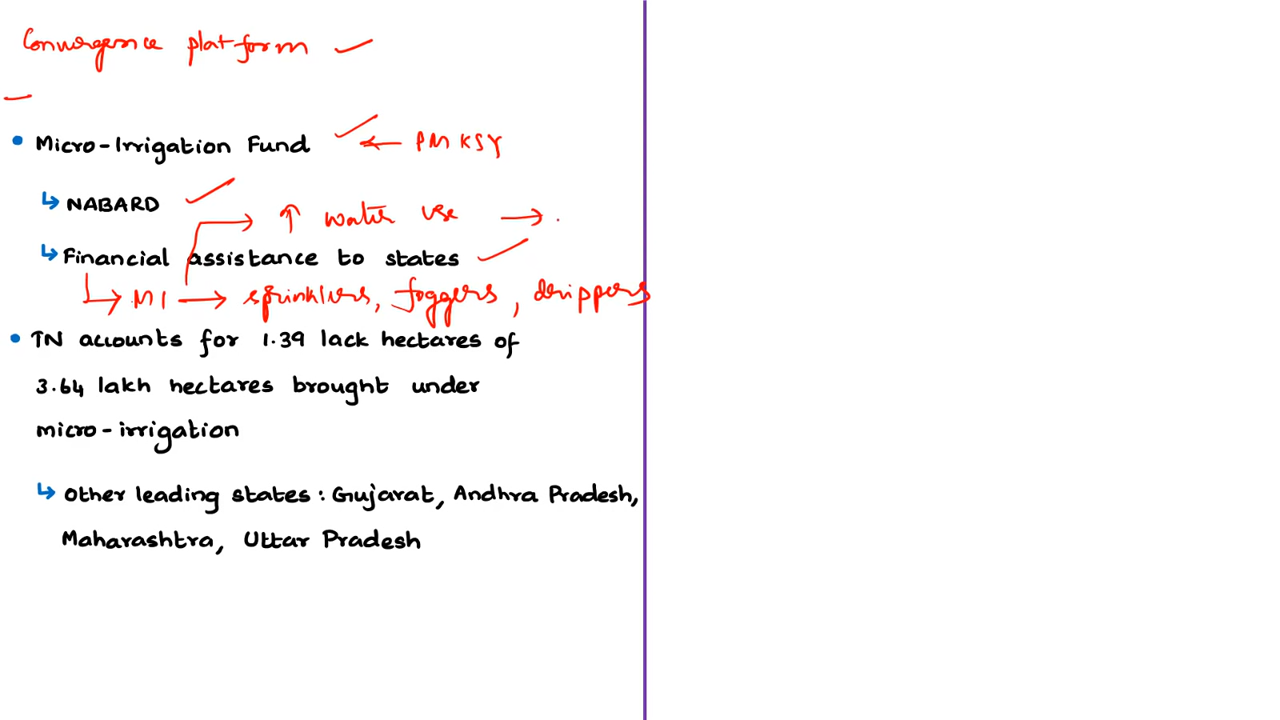 Convergence platform
• Micro-Irrigation Fund ← PMKSY
↳ NABARD
→ ↑ water use →
↳ Financial assistance to states
↳ MI → sprinklers, foggers, drippers
• TN accounts for 1.39 lack hectares of
3.64 lakh hectares brought under
micro-irrigation
↳ Other leading states: Gujarat, Andhra Pradesh,
Maharashtra, Uttar Pradesh